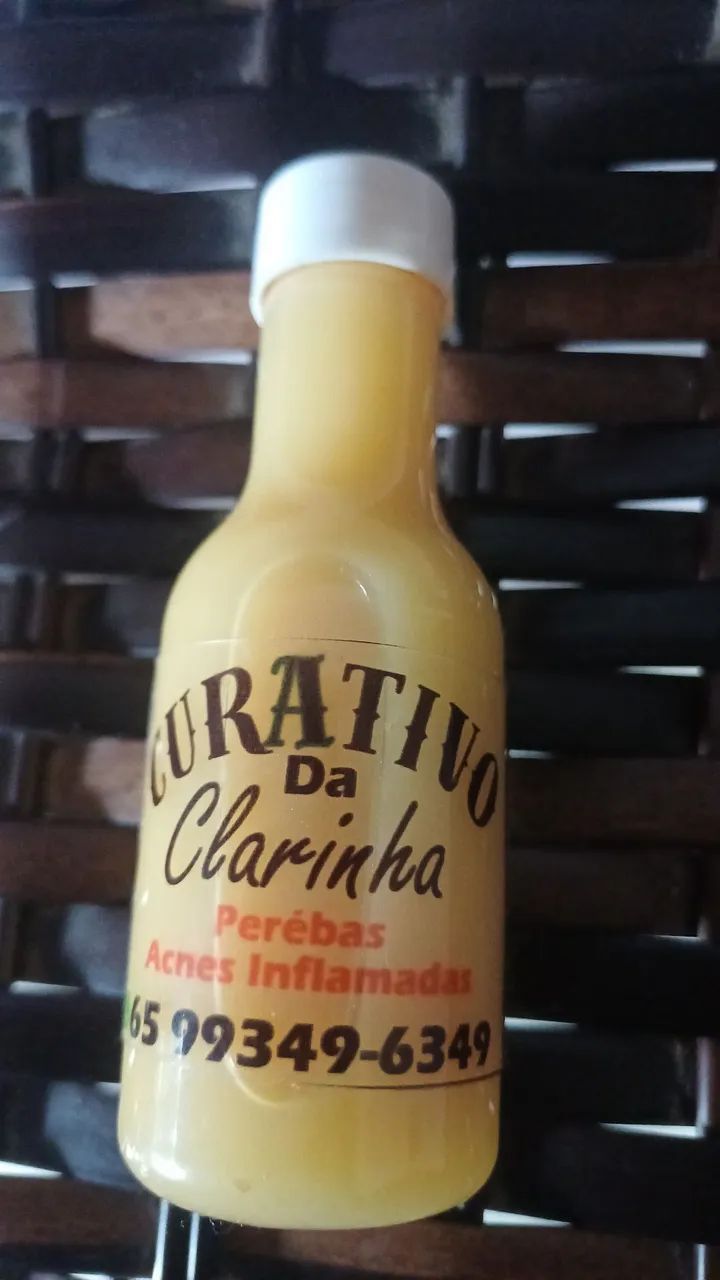 CURATIVO
Da
Clarinha
Perébas
Acnes Inflamadas
65 99349-6349